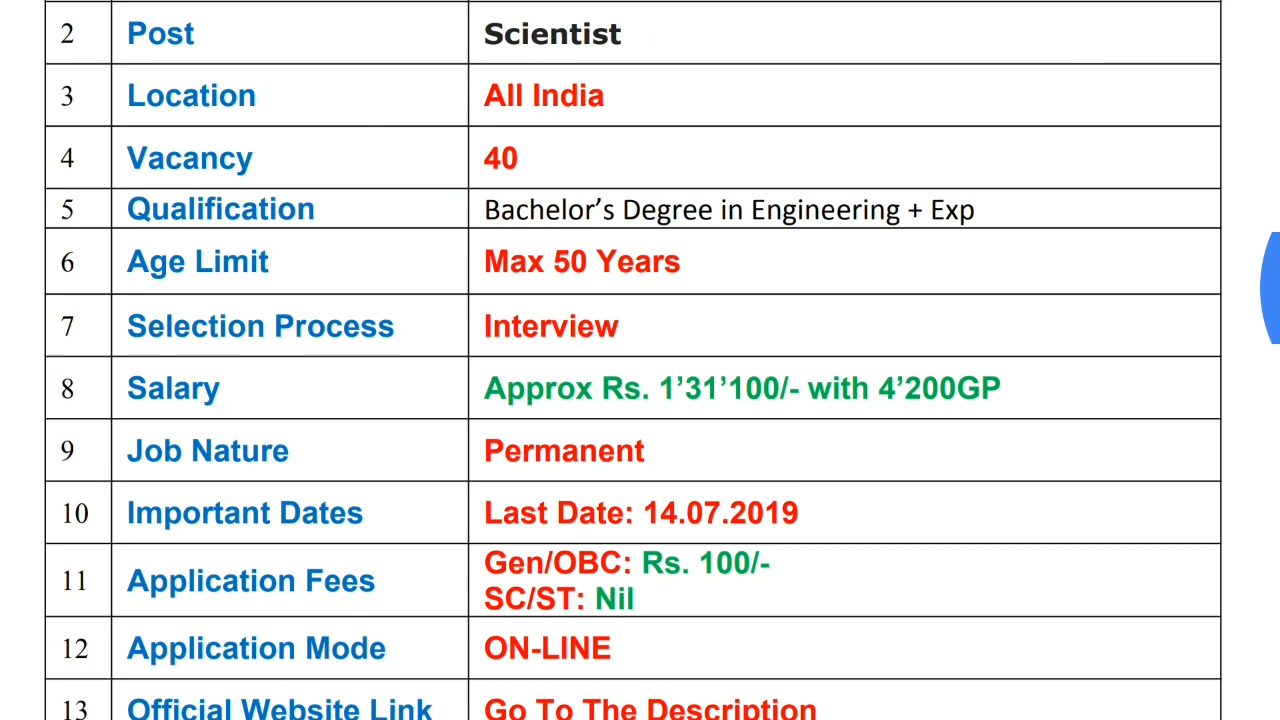 2 Post Scientist
3 Location All India
4 Vacancy 40
5 Qualification Bachelor’s Degree in Engineering + Exp
6 Age Limit Max 50 Years
7 Selection Process Interview
8 Salary Approx Rs. 1’31’100/- with 4’200GP
9 Job Nature Permanent
10 Important Dates Last Date: 14.07.2019
11 Application Fees Gen/OBC: Rs. 100/-
SC/ST: Nil
12 Application Mode ON-LINE
13 Official Website Link Go To The Description